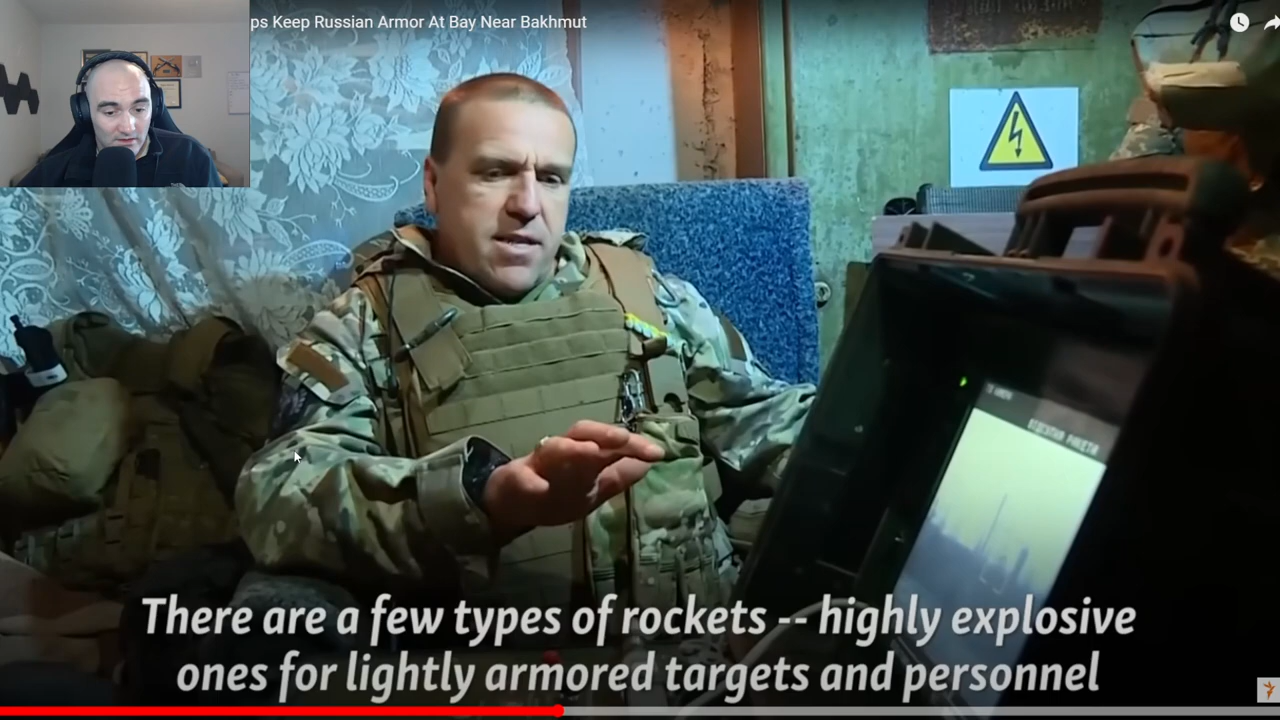 ps Keep Russian Armor At Bay Near Bakhmut
There are a few types of rockets -- highly explosive
ones for lightly armored targets and personnel